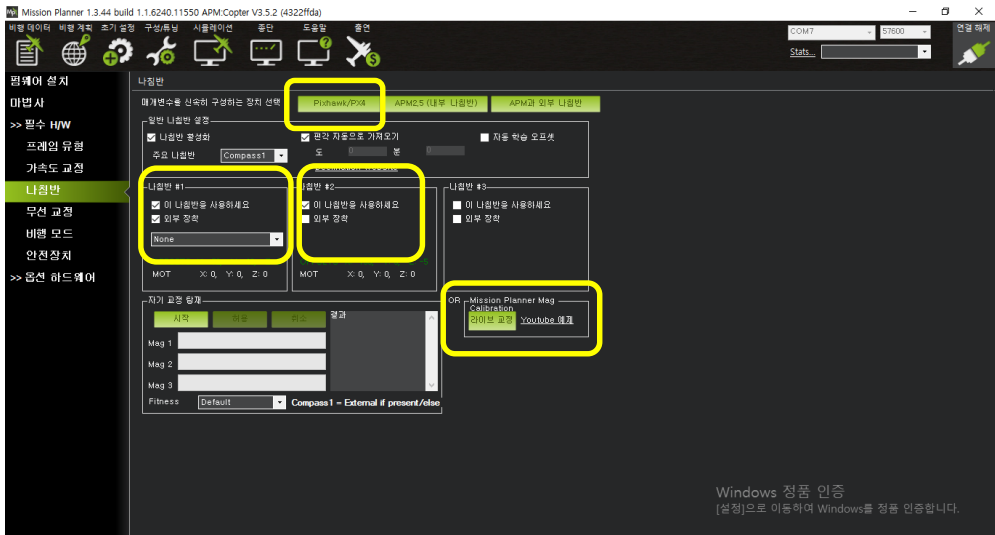 Mission Planner 1.3.44 build 1.1.6240.11550 APM:Copter V3.5.2 (4322ffda)
비행 데이터 비행 계획 초기 설정 구성/튜닝 시뮬레이션 종단 도움말 출연
COM7 57600 연결 해제
Stats...
펌웨어 설치
마법사
>> 필수 H/W
프레임 유형
가속도 교정
나침반
무선 교정
비행 모드
안전장치
>> 옵션 하드웨어
나침반
매개변수를 신속히 구성하는 장치 선택 Pixhawk/PX4 APM2.5 (내부 나침반) APM과 외부 나침반
일반 나침반 설정
나침반 활성화 편각 자동으로 가져오기 자동 학습 오프셋
주요 나침반 Compass1 도 0 분 0
나침반 #1 나침반 #2 나침반 #3
이 나침반을 사용하세요 이 나침반을 사용하세요 이 나침반을 사용하세요
외부 장착 외부 장착 외부 장착
None
MOT X: 0, Y: 0, Z: 0 MOT X: 0, Y: 0, Z: 0
자기 교정 탑재 OR Mission Planner Mag Calibration
시작 허용 취소 결과 라이브 교정 Youtube 예제
Mag 1
Mag 2
Mag 3
Fitness Default Compass1 = External if present/else
Windows 정품 인증
[설정]으로 이동하여 Windows를 정품 인증합니다.